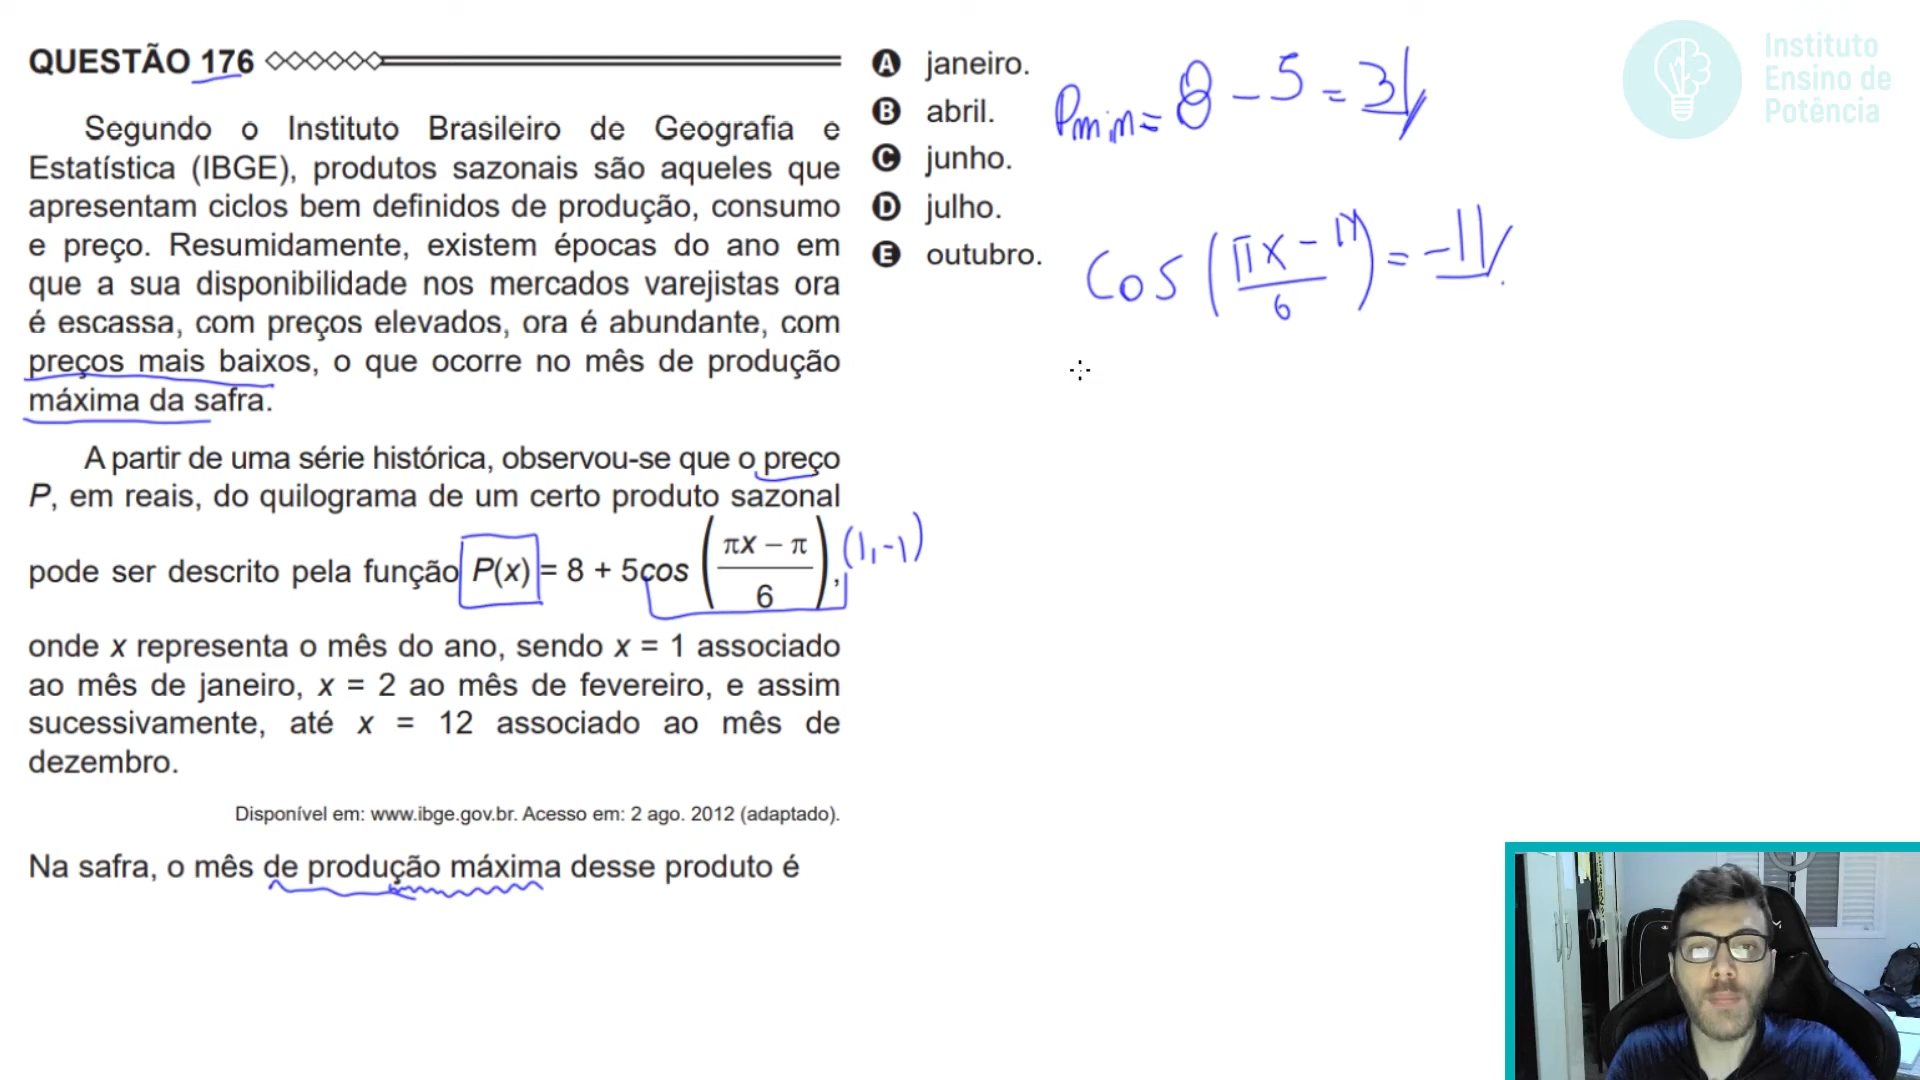 QUESTÃO 176
Segundo o Instituto Brasileiro de Geografia e
Estatística (IBGE), produtos sazonais são aqueles que
apresentam ciclos bem definidos de produção, consumo
e preço. Resumidamente, existem épocas do ano em
que a sua disponibilidade nos mercados varejistas ora
é escassa, com preços elevados, ora é abundante, com
preços mais baixos, o que ocorre no mês de produção
máxima da safra.
A partir de uma série histórica, observou-se que o preço
P, em reais, do quilograma de um certo produto sazonal
pode ser descrito pela função P(x) = 8 + 5cos (πx − π / 6), (1,-1)
onde x representa o mês do ano, sendo x = 1 associado
ao mês de janeiro, x = 2 ao mês de fevereiro, e assim
sucessivamente, até x = 12 associado ao mês de
dezembro.
Disponível em: www.ibge.gov.br. Acesso em: 2 ago. 2012 (adaptado).
Na safra, o mês de produção máxima desse produto é
A janeiro.
B abril.
C junho.
D julho.
E outubro.
Pmin = 8 - 5 = 3
Cos (πx - π / 6) = -1
Instituto
Ensino de
Potência